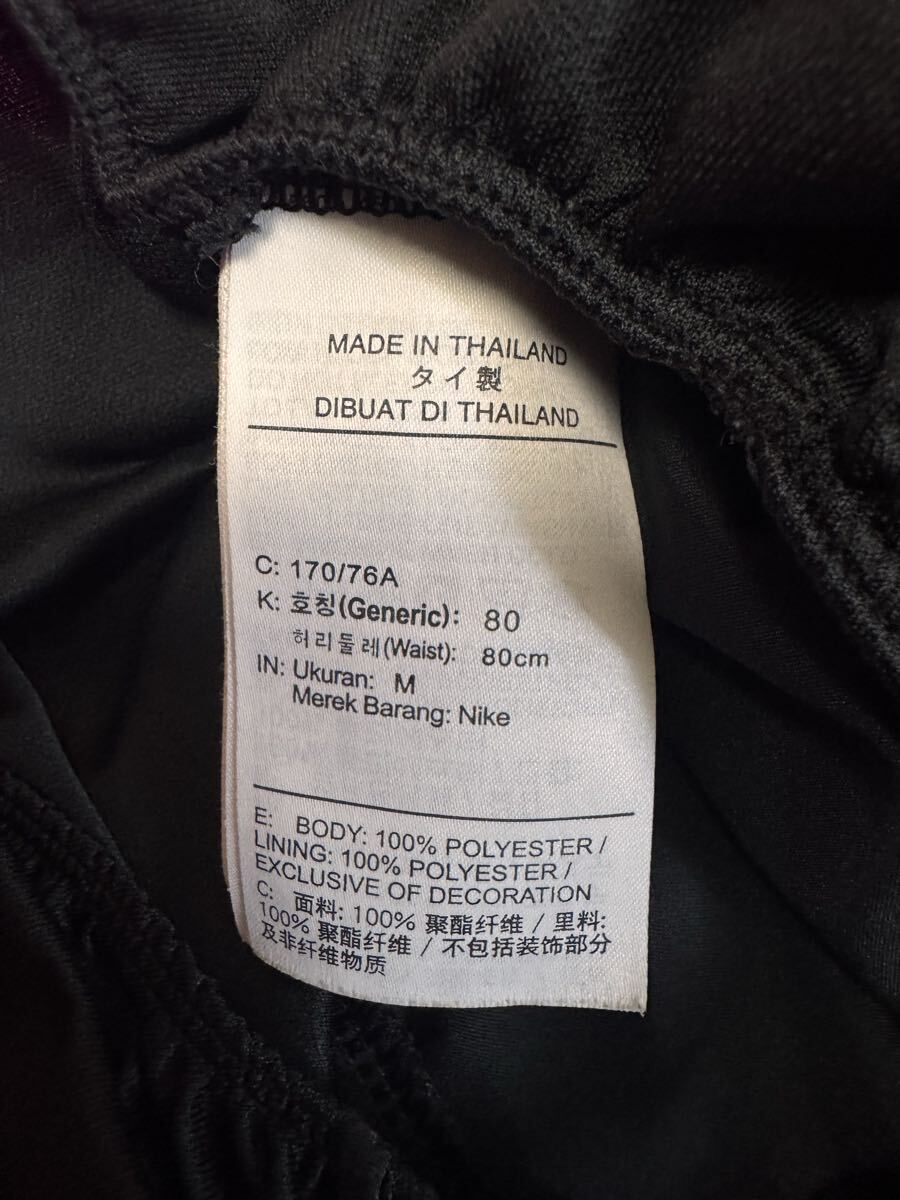 MADE IN THAILAND
タイ製
DIBUAT DI THAILAND
C: 170/76A
K: 호칭(Generic): 80
허리둘레(Waist): 80cm
IN: Ukuran: M
Merek Barang: Nike
E: BODY: 100% POLYESTER /
LINING: 100% POLYESTER /
EXCLUSIVE OF DECORATION
C: 面料: 100% 聚酯纤维 / 里料:
100% 聚酯纤维 / 不包括装饰部分
及非纤维物质